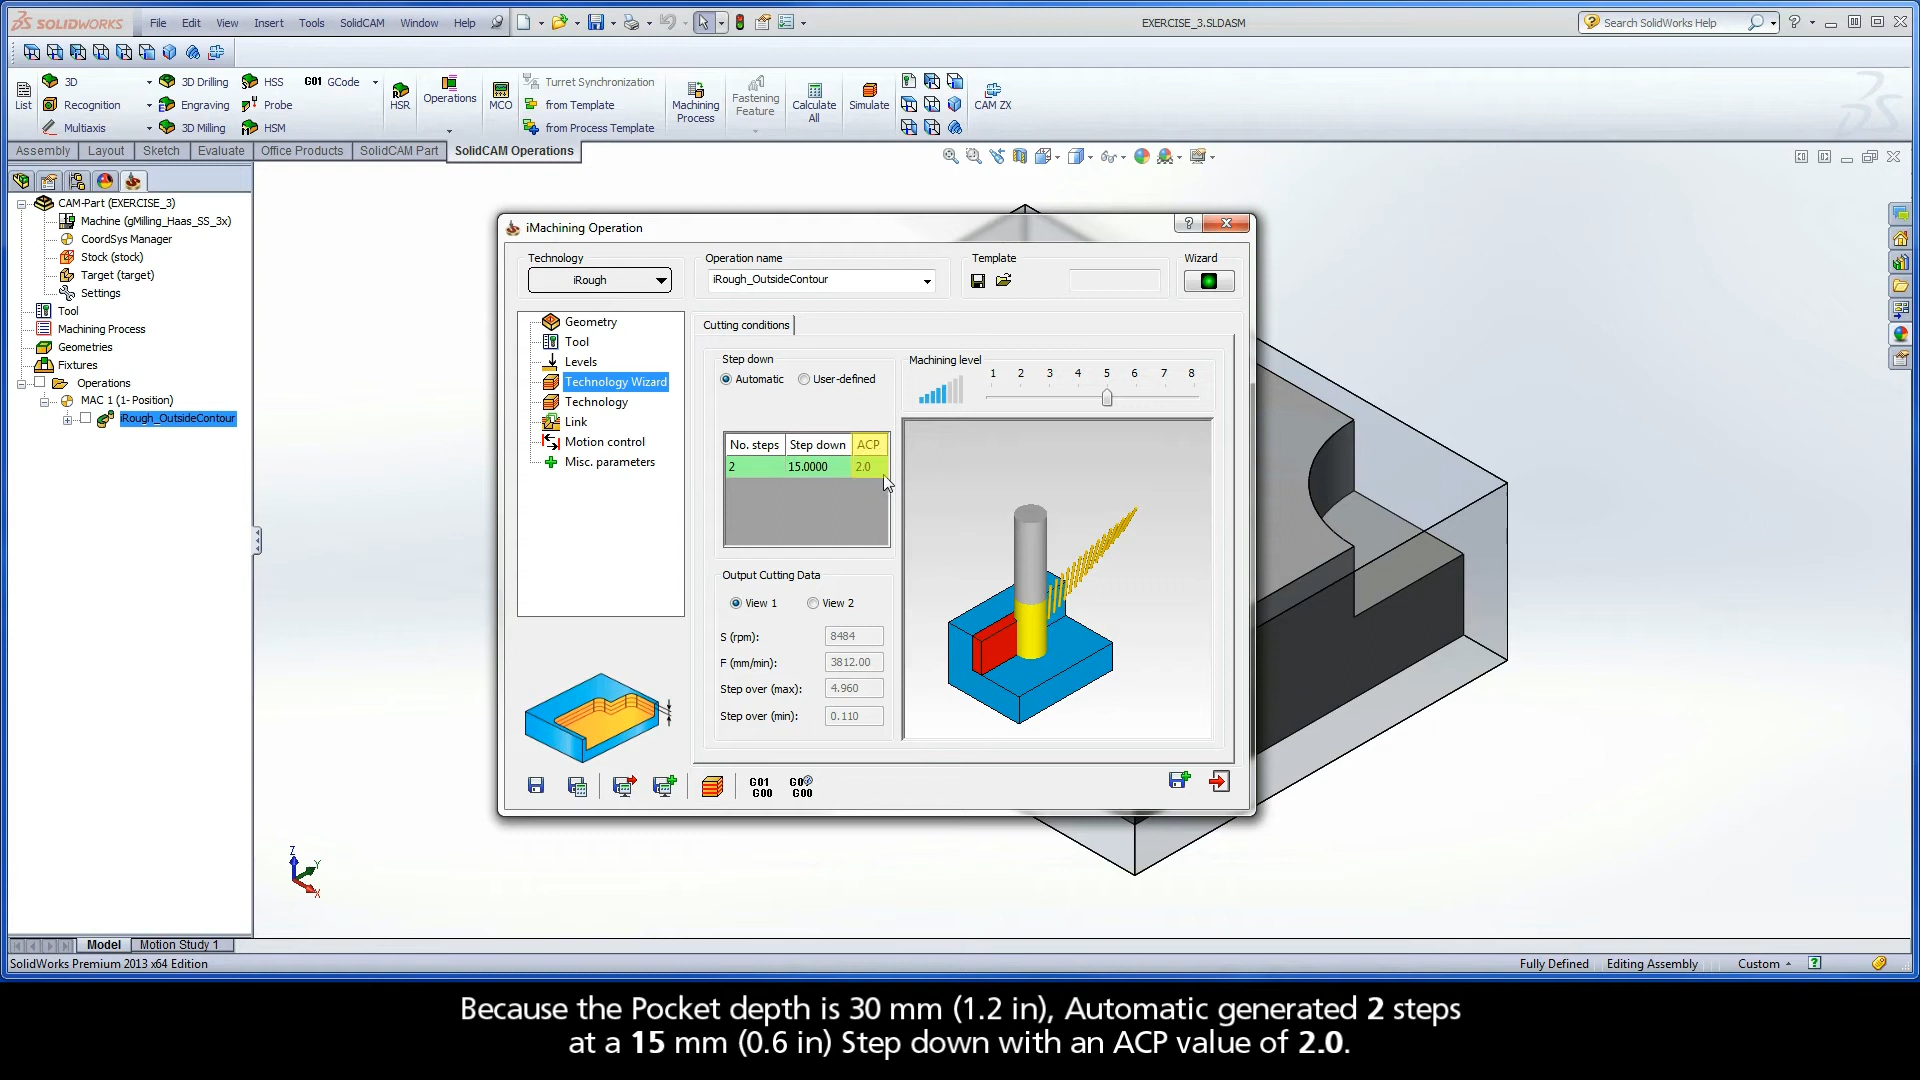 SOLIDWORKS File Edit View Insert Tools SolidCAM Window Help EXERCISE_3.SLDASM Search SolidWorks Help
3D 3D Drilling HSS G01 GCode Turret Synchronization
List Recognition Engraving Probe HSR Operations MCO from Template Machining Process Fastening Feature Calculate All Simulate CAM ZX
Multiaxis 3D Milling HSM from Process Template
Assembly Layout Sketch Evaluate Office Products SolidCAM Part SolidCAM Operations
CAM-Part (EXERCISE_3)
Machine (gMilling_Haas_SS_3x)
CoordSys Manager
Stock (stock)
Target (target)
Settings
Tool
Machining Process
Geometries
Fixtures
Operations
MAC 1 (1- Position)
iRough_OutsideContour
iMachining Operation
Technology Operation name Template Wizard
iRough iRough_OutsideContour
Geometry
Tool
Levels
Technology Wizard
Technology
Link
Motion control
Misc. parameters
Cutting conditions
Step down
Automatic User-defined
Machining level
1 2 3 4 5 6 7 8
No. steps Step down ACP
2 15.0000 2.0
Output Cutting Data
View 1 View 2
S (rpm): 8484
F (mm/min): 3812.00
Step over (max): 4.960
Step over (min): 0.110
G01 G00
G00
Z
Y
X
Model Motion Study 1
SolidWorks Premium 2013 x64 Edition Fully Defined Editing Assembly Custom
Because the Pocket depth is 30 mm (1.2 in), Automatic generated 2 steps
at a 15 mm (0.6 in) Step down with an ACP value of 2.0.